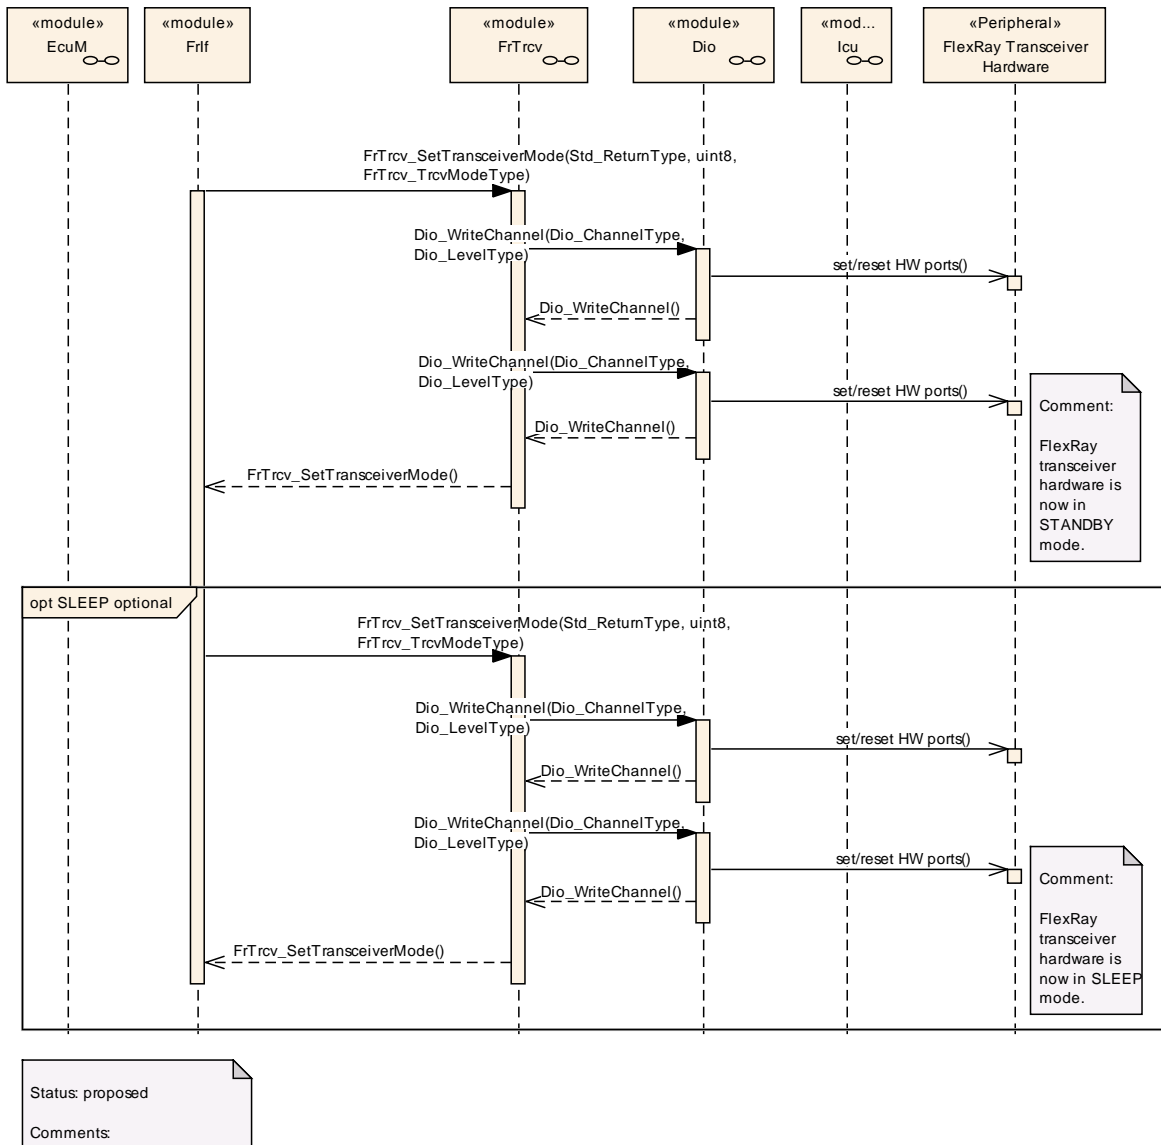 «module»
EcuM
«module»
FrIf
«module»
FrTrcv
«module»
Dio
«mod...
Icu
«Peripheral»
FlexRay Transceiver
Hardware
FrTrcv_SetTransceiverMode(Std_ReturnType, uint8,
FrTrcv_TrcvModeType)
Dio_WriteChannel(Dio_ChannelType,
Dio_LevelType)
set/reset HW ports()
Dio_WriteChannel()
Dio_WriteChannel(Dio_ChannelType,
Dio_LevelType)
set/reset HW ports()
Dio_WriteChannel()
FrTrcv_SetTransceiverMode()
Comment:
FlexRay
transceiver
hardware is
now in
STANDBY
mode.
opt SLEEP optional
FrTrcv_SetTransceiverMode(Std_ReturnType, uint8,
FrTrcv_TrcvModeType)
Dio_WriteChannel(Dio_ChannelType,
Dio_LevelType)
set/reset HW ports()
Dio_WriteChannel()
Dio_WriteChannel(Dio_ChannelType,
Dio_LevelType)
set/reset HW ports()
Dio_WriteChannel()
FrTrcv_SetTransceiverMode()
Comment:
FlexRay
transceiver
hardware is
now in SLEEP
mode.
Status: proposed
Comments: